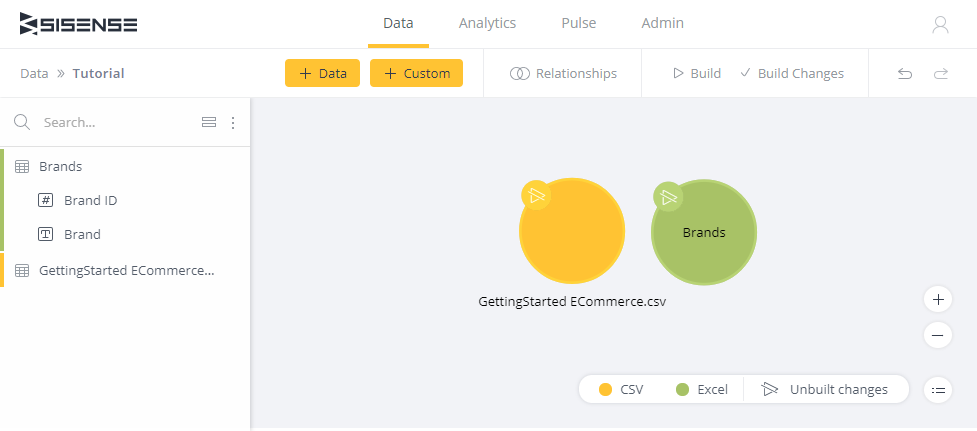 SISENSE
Data Analytics Pulse Admin
Data » Tutorial
+ Data + Custom Relationships Build Build Changes
Search...
Brands
# Brand ID
T Brand
GettingStarted ECommerce...
Brands
GettingStarted ECommerce.csv
CSV Excel Unbuilt changes